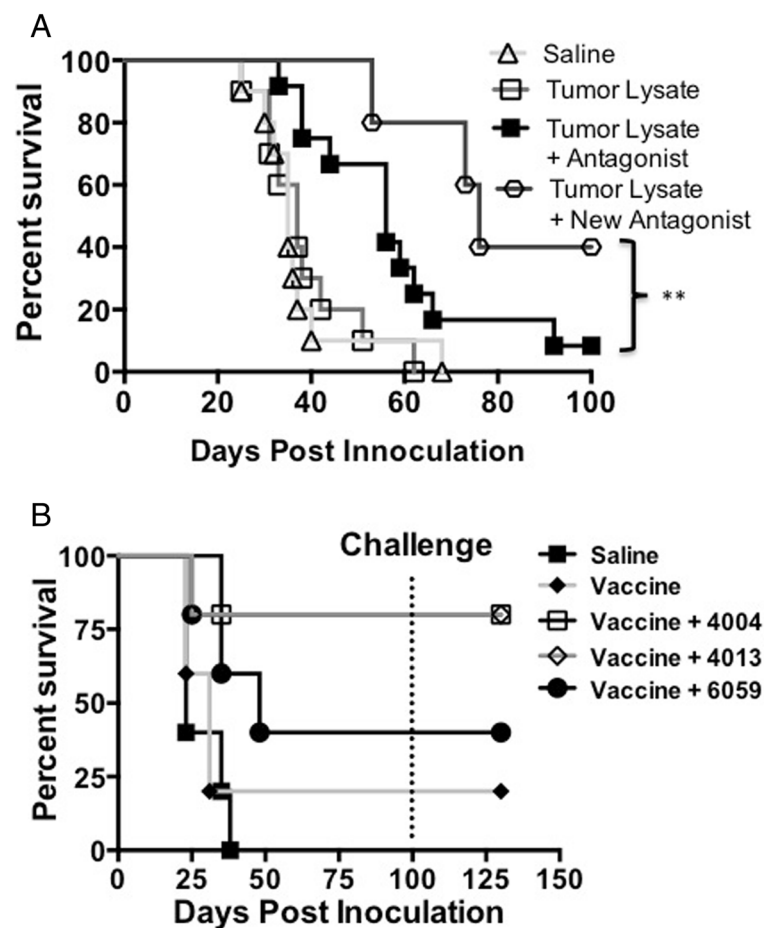 A
Percent survival
100
80
60
40
20
0
0 20 40 60 80 100
Days Post Innoculation
Saline
Tumor Lysate
Tumor Lysate
+ Antagonist
Tumor Lysate
+ New Antagonist
**
B
Percent survival
100
75
50
25
0
0 25 50 75 100 125 150
Days Post Inoculation
Challenge
Saline
Vaccine
Vaccine + 4004
Vaccine + 4013
Vaccine + 6059